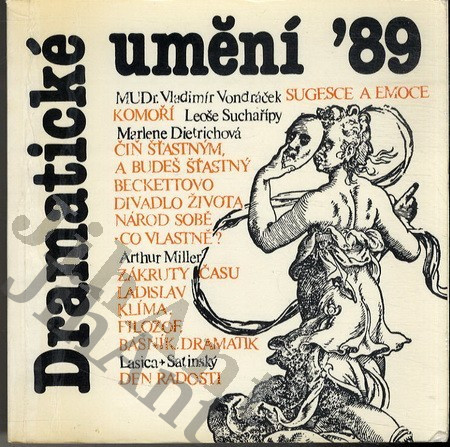 Dramatické
umění '89
MUDr. Vladimír Vondráček SUGESCE A EMOCE
KOMOŘÍ Leoše Suchařípy
Marlene Dietrichová
ČIŇ ŠŤASTNÝM,
A BUDEŠ ŠŤASTNÝ
BECKETTOVO
DIVADLO ŽIVOTA
NÁROD SOBĚ
CO VLASTNĚ?
Arthur Miller
ZÁKRUTY ČASU
LADISLAV
KLÍMA
FILOZOF
BÁSNÍK DRAMATIK
Lasica+Satinský
DEN RADOSTI